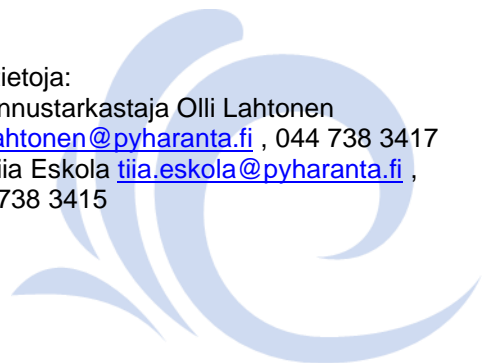 ietoja:
nnustarkastaja Olli Lahtonen
ahtonen@pyharanta.fi , 044 738 3417
iia Eskola tiia.eskola@pyharanta.fi ,
738 3415